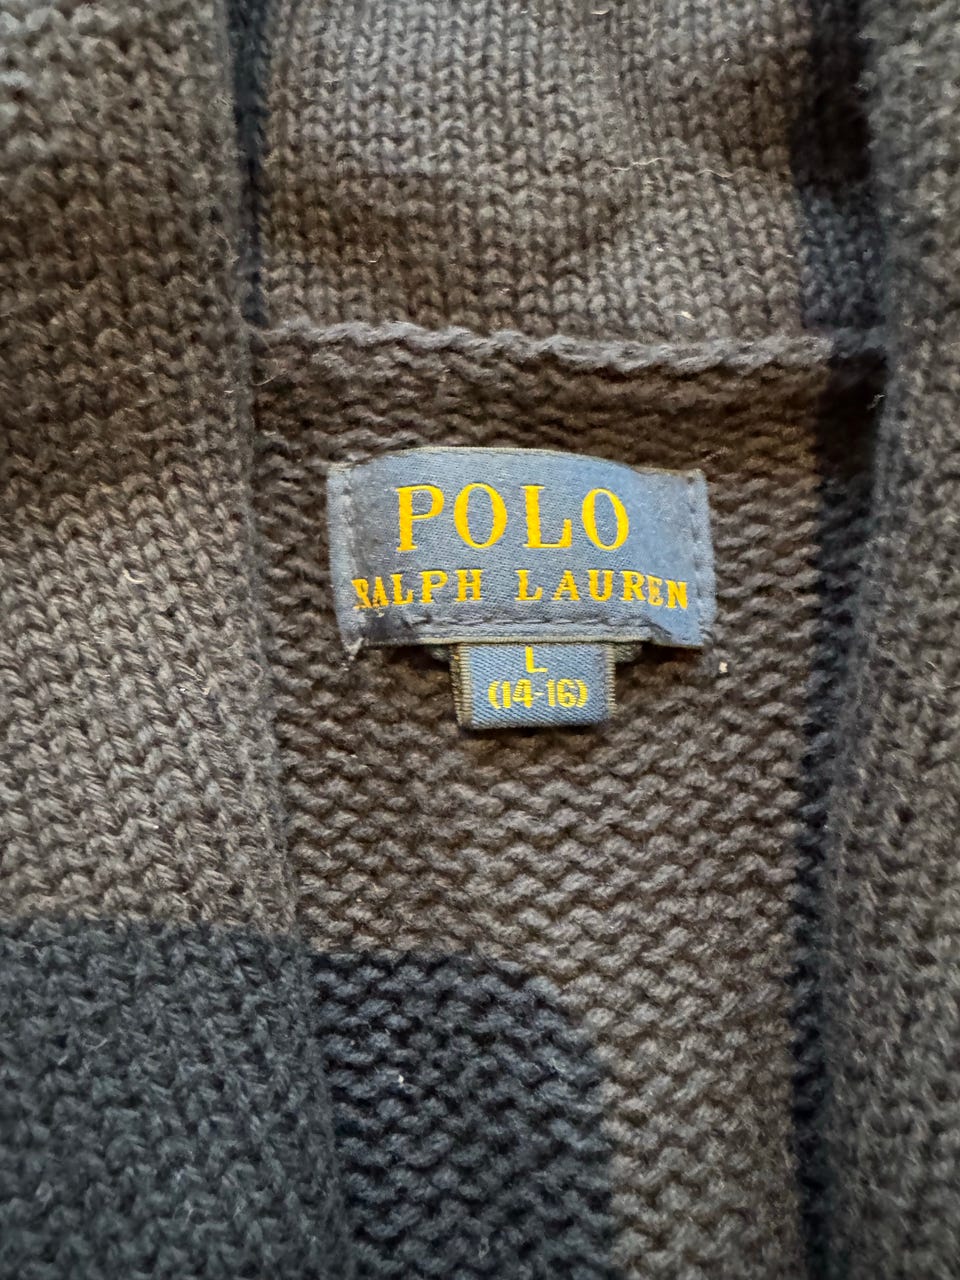 POLO
RALPH LAUREN
L
(14-16)